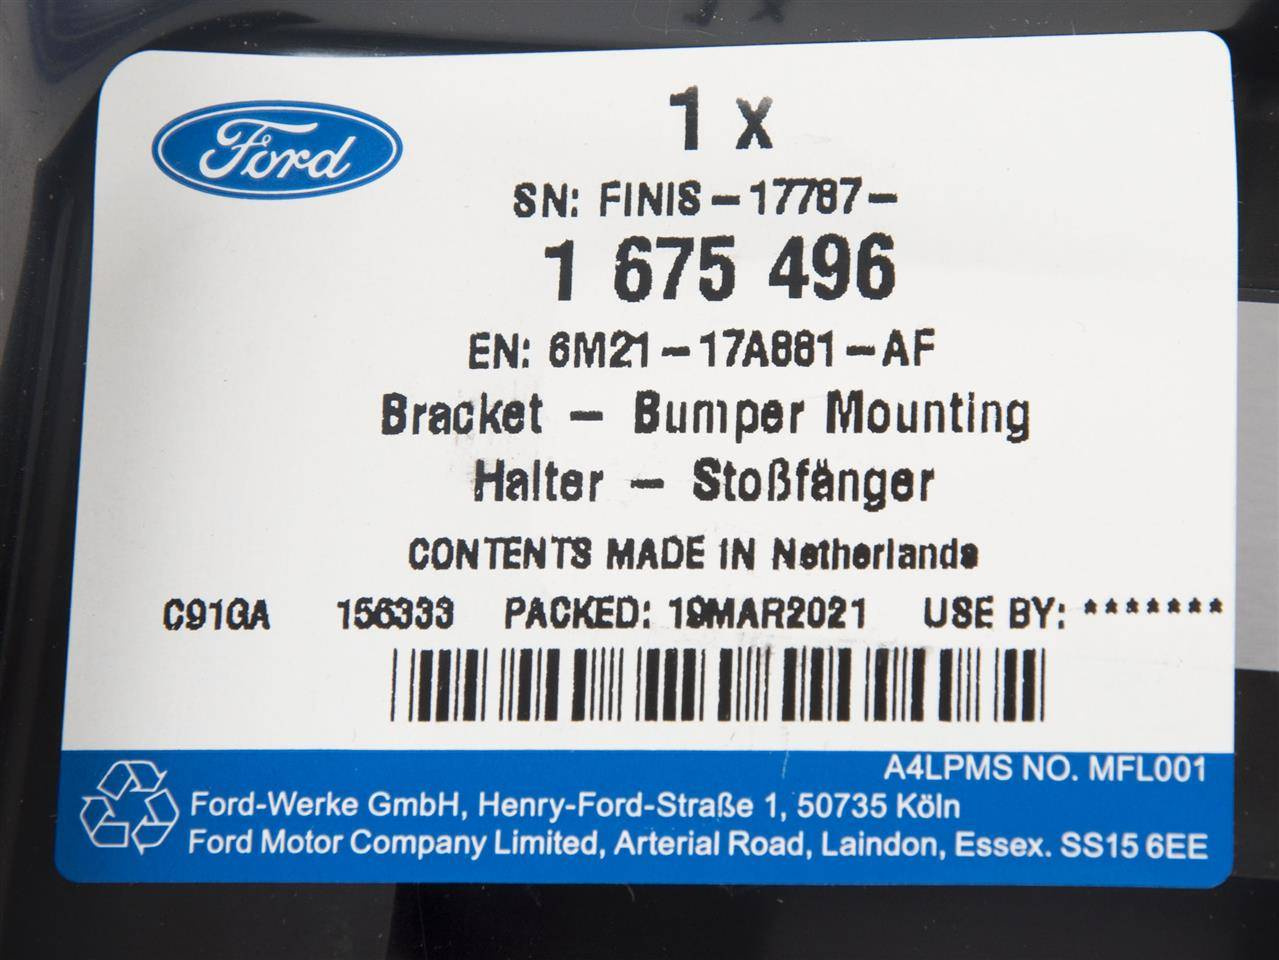 Ford
1 x
SN: FINIS-17787-
1 675 496
EN: 6M21-17A881-AF
Bracket - Bumper Mounting
Halter - Stoßfänger
CONTENTS MADE IN Netherlands
C91GA 156333 PACKED: 19MAR2021 USE BY: *******
A4LPMS NO. MFL001
Ford-Werke GmbH, Henry-Ford-Straße 1, 50735 Köln
Ford Motor Company Limited, Arterial Road, Laindon, Essex. SS15 6EE